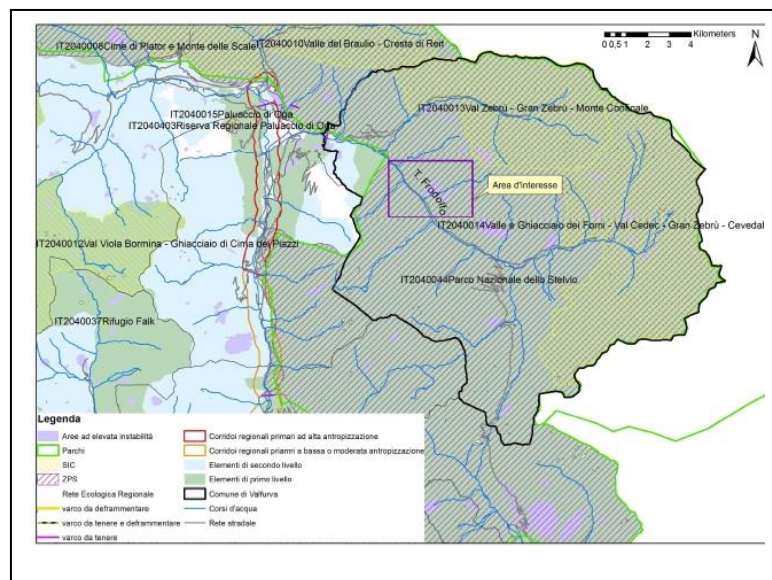 Kilometers
0 0,5 1 2 3 4
N
IT2040008Cime di Plator e Monte delle Scale
IT2040010Valle del Braulio - Cresta di Reit
IT2040013Val Zebrù - Gran Zebrù - Monte Confinale
IT2040015Paluaccio di Oga
IT2040403Riserva Regionale Paluaccio di Oga
T. Frodolfo
Area d'interesse
IT2040014Valle e Ghiacciaio dei Forni - Val Cedec - Gran Zebrù - Cevedal
IT2040012Val Viola Bormina - Ghiacciaio di Cima dei Piazzi
IT2040044Parco Nazionale dello Stelvio
IT2040037Rifugio Falk
Legenda
Aree ad elevata instabilità
Parchi
SIC
ZPS
Rete Ecologica Regionale
varco da deframmentare
varco da tenere e deframmentare
varco da tenere
Corridoi regionali primari ad alta antropizzazione
Corridoi regionali priamri a bassa o moderata antropizzazione
Elementi di secondo livello
Elementi di primo livello
Comune di Valfurva
Corsi d'acqua
Rete stradale